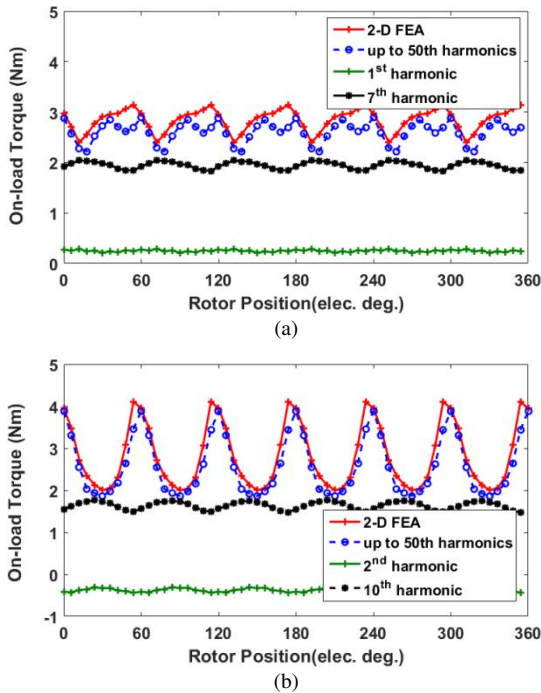 (a)
5
4
3
2
1
0
On-load Torque (Nm)
2-D FEA
up to 50th harmonics
1st harmonic
7th harmonic
0 60 120 180 240 300 360
Rotor Position(elec. deg.)
(a)
5
4
3
2
1
0
-1
On-load Torque (Nm)
2-D FEA
up to 50th harmonics
2nd harmonic
10th harmonic
0 60 120 180 240 300 360
Rotor Position(elec. deg.)
(b)